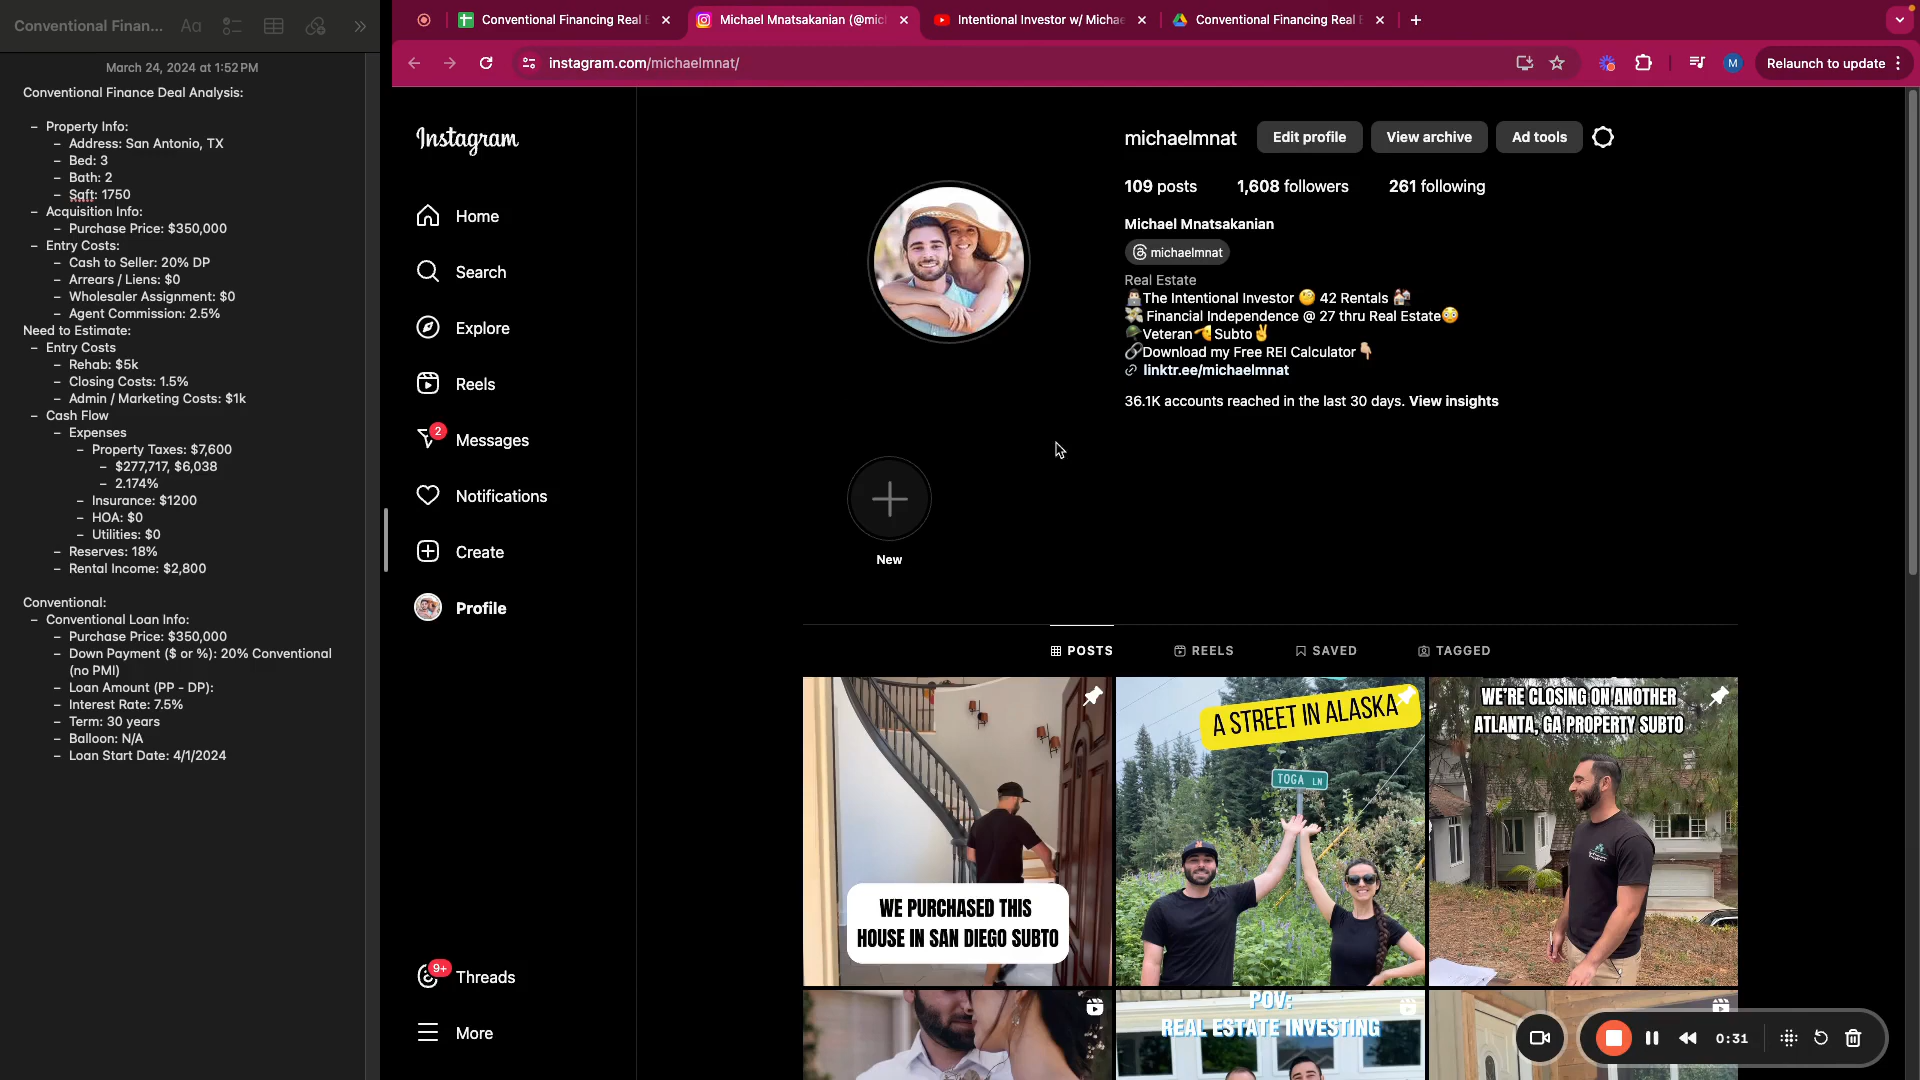 Conventional Finan...
Aa
March 24, 2024 at 1:52 PM
Conventional Finance Deal Analysis:
– Property Info:
– Address: San Antonio, TX
– Bed: 3
– Bath: 2
– Sqft: 1750
– Acquisition Info:
– Purchase Price: $350,000
– Entry Costs:
– Cash to Seller: 20% DP
– Arrears / Liens: $0
– Wholesaler Assignment: $0
– Agent Commission: 2.5%
Need to Estimate:
– Entry Costs
– Rehab: $5k
– Closing Costs: 1.5%
– Admin / Marketing Costs: $1k
– Cash Flow
– Expenses
– Property Taxes: $7,600
– $277,717, $6,038
– 2.174%
– Insurance: $1200
– HOA: $0
– Utilities: $0
– Reserves: 18%
– Rental Income: $2,800
Conventional:
– Conventional Loan Info:
– Purchase Price: $350,000
– Down Payment ($ or %): 20% Conventional
(no PMI)
– Loan Amount (PP - DP):
– Interest Rate: 7.5%
– Term: 30 years
– Balloon: N/A
– Loan Start Date: 4/1/2024
Conventional Financing Real E
Michael Mnatsakanian (@mic
Intentional Investor w/ Michae
Conventional Financing Real E
instagram.com/michaelmnat/
M
Relaunch to update
Instagram
Home
Search
Explore
Reels
2
Messages
Notifications
Create
Profile
9+
Threads
More
michaelmnat
Edit profile
View archive
Ad tools
109 posts
1,608 followers
261 following
Michael Mnatsakanian
michaelmnat
Real Estate
The Intentional Investor 🧐 42 Rentals 🏘️
💸 Financial Independence @ 27 thru Real Estate😳
Veteran🫡Subto✌
🔗Download my Free REI Calculator👇
linktr.ee/michaelmnat
36.1K accounts reached in the last 30 days. View insights
New
POSTS
REELS
SAVED
TAGGED
WE PURCHASED THIS
HOUSE IN SAN DIEGO SUBTO
A STREET IN ALASKA
TOGA LN
WE'RE CLOSING ON ANOTHER
ATLANTA, GA PROPERTY SUBTO
POV:
REAL ESTATE INVESTING
0:31